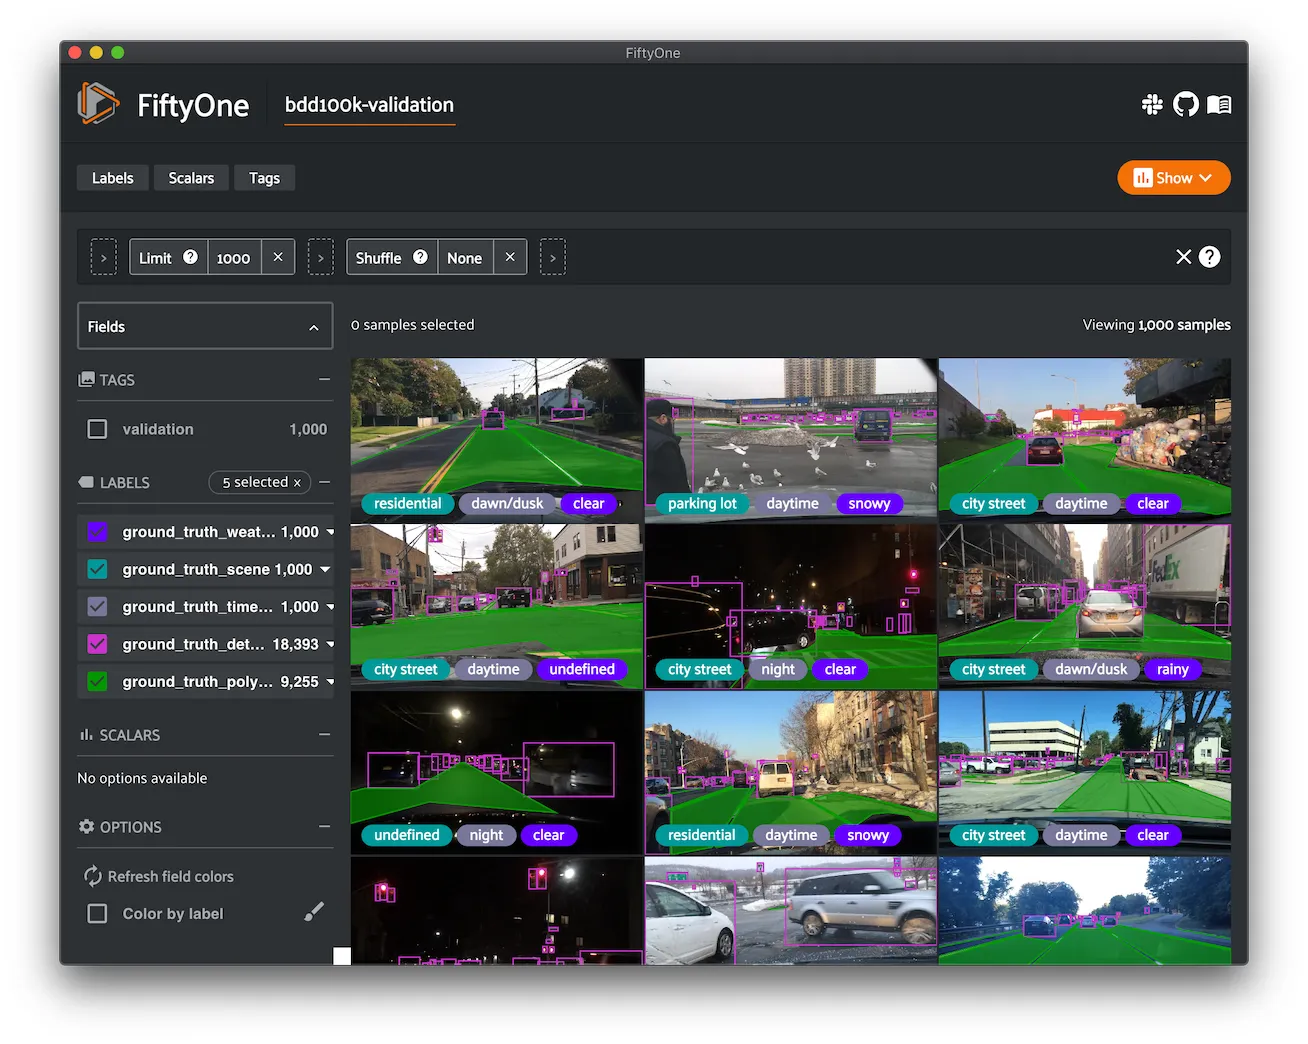 FiftyOne
FiftyOne
bdd100k-validation
Labels
Scalars
Tags
Show
> Limit ? 1000 × > Shuffle ? None × >
× ?
Fields
0 samples selected
Viewing 1,000 samples
TAGS
validation 1,000
LABELS
5 selected ×
ground_truth_weat... 1,000
ground_truth_scene 1,000
ground_truth_time... 1,000
ground_truth_det... 18,393
ground_truth_poly... 9,255
SCALARS
No options available
OPTIONS
Refresh field colors
Color by label
residential dawn/dusk clear
parking lot daytime snowy
city street daytime clear
city street daytime undefined
city street night clear
FedEx
city street dawn/dusk rainy
undefined night clear
residential daytime snowy
city street daytime clear